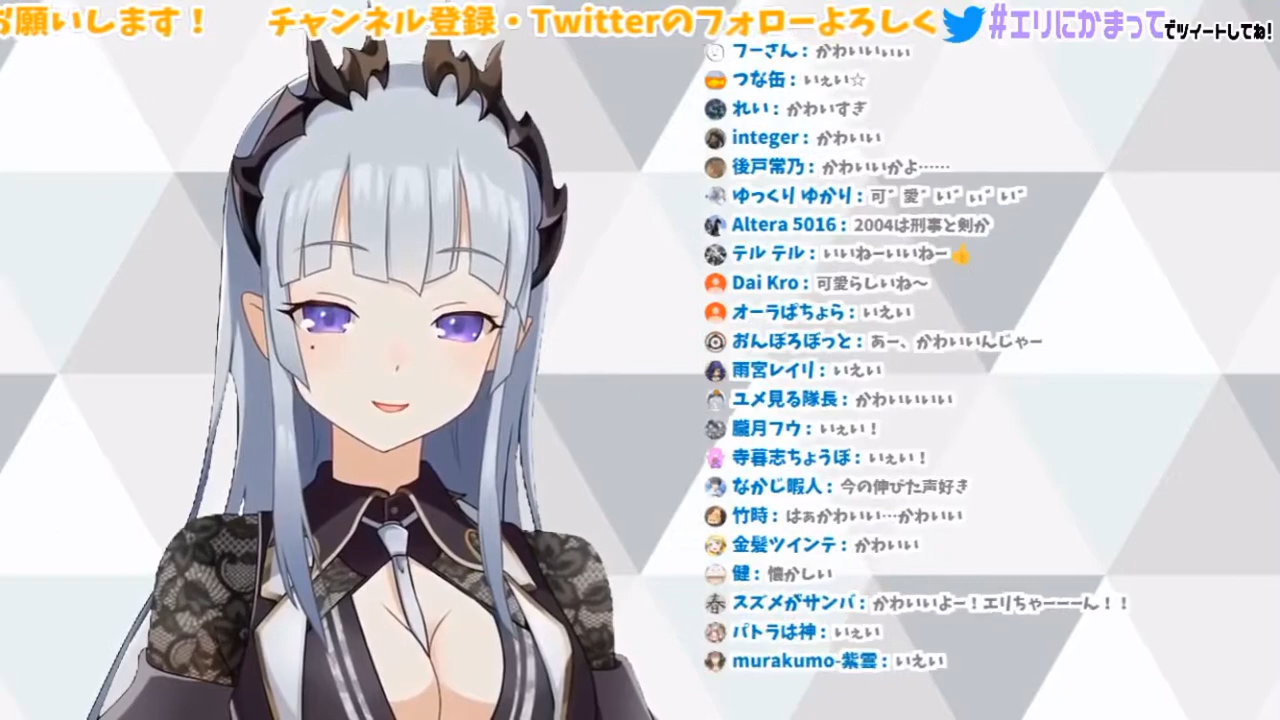 お願いします！　チャンネル登録・Twitterのフォローよろしく #エリにかまってでツイートしてね!
フーさん: かわいいぃぃ
つな缶: いぇい☆
れい: かわいすぎ
integer: かわいい
後戸常乃: かわいいかよ……
ゆっくり ゆかり: 可゛愛゛い゛ぃ゛い゛
Altera 5016: 2004は刑事と剣か
テル テル: いいねーいいねー👍
Dai Kro: 可愛らしいね～
オーラぱちょら: いえい
おんぼろぼっと: あー、かわいいんじゃー
雨宮レイリ: いえい
ユメ見る隊長: かわいいいい
朧月フウ: いぇい！
寺暮志ちょうぼ: いぇい！
なかじ暇人: 今の伸びた声好き
竹時: はぁかわいい…かわいい
金髪ツインテ: かわいい
健: 懐かしい
春 スズメがサンバ: かわいいよー！エリちゃーーーん！！
パトラは神: いぇい
murakumo-紫雲: いえい